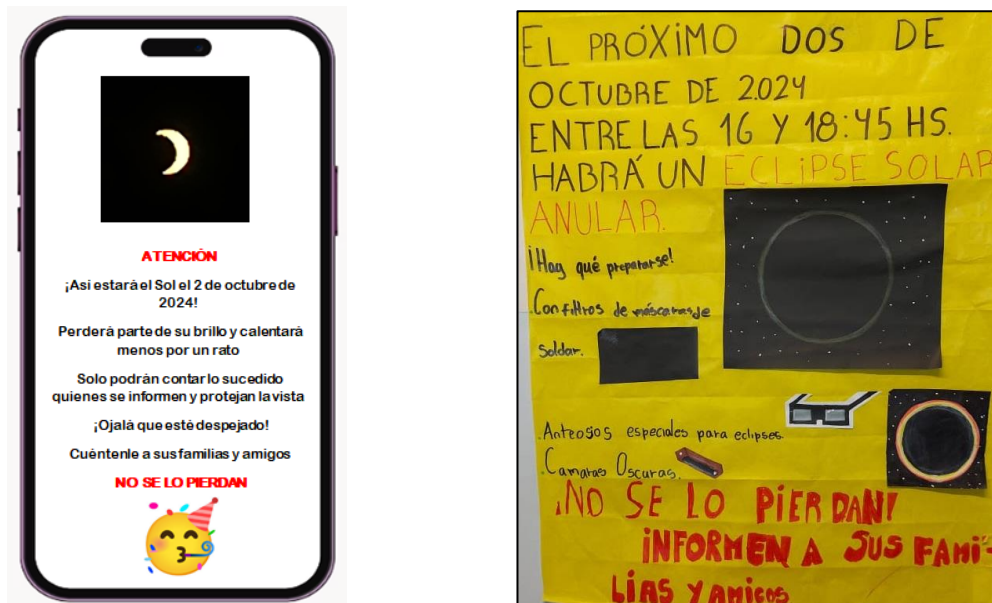 ATENCIÓN
¡Así estará el Sol el 2 de octubre de
2024!
Perderá parte de su brillo y calentará
menos por un rato
Solo podrán contar lo sucedido
quienes se informen y protejan la vista
¡Ojalá que esté despejado!
Cuéntenle a sus familias y amigos
NO SE LO PIERDAN
EL PRÓXIMO DOS DE
OCTUBRE DE 2024
ENTRE LAS 16 Y 18:45 HS.
HABRÁ UN ECLIPSE SOLAR
ANULAR.
¡Hay qué prepararse!
.Con filtros de máscaras de
Soldar.
.Anteojos especiales para eclipses.
.Camaras Oscuras.
¡NO SE LO PIERDAN!
INFORMEN A SUS FAMI-
LIAS Y AMIGOS